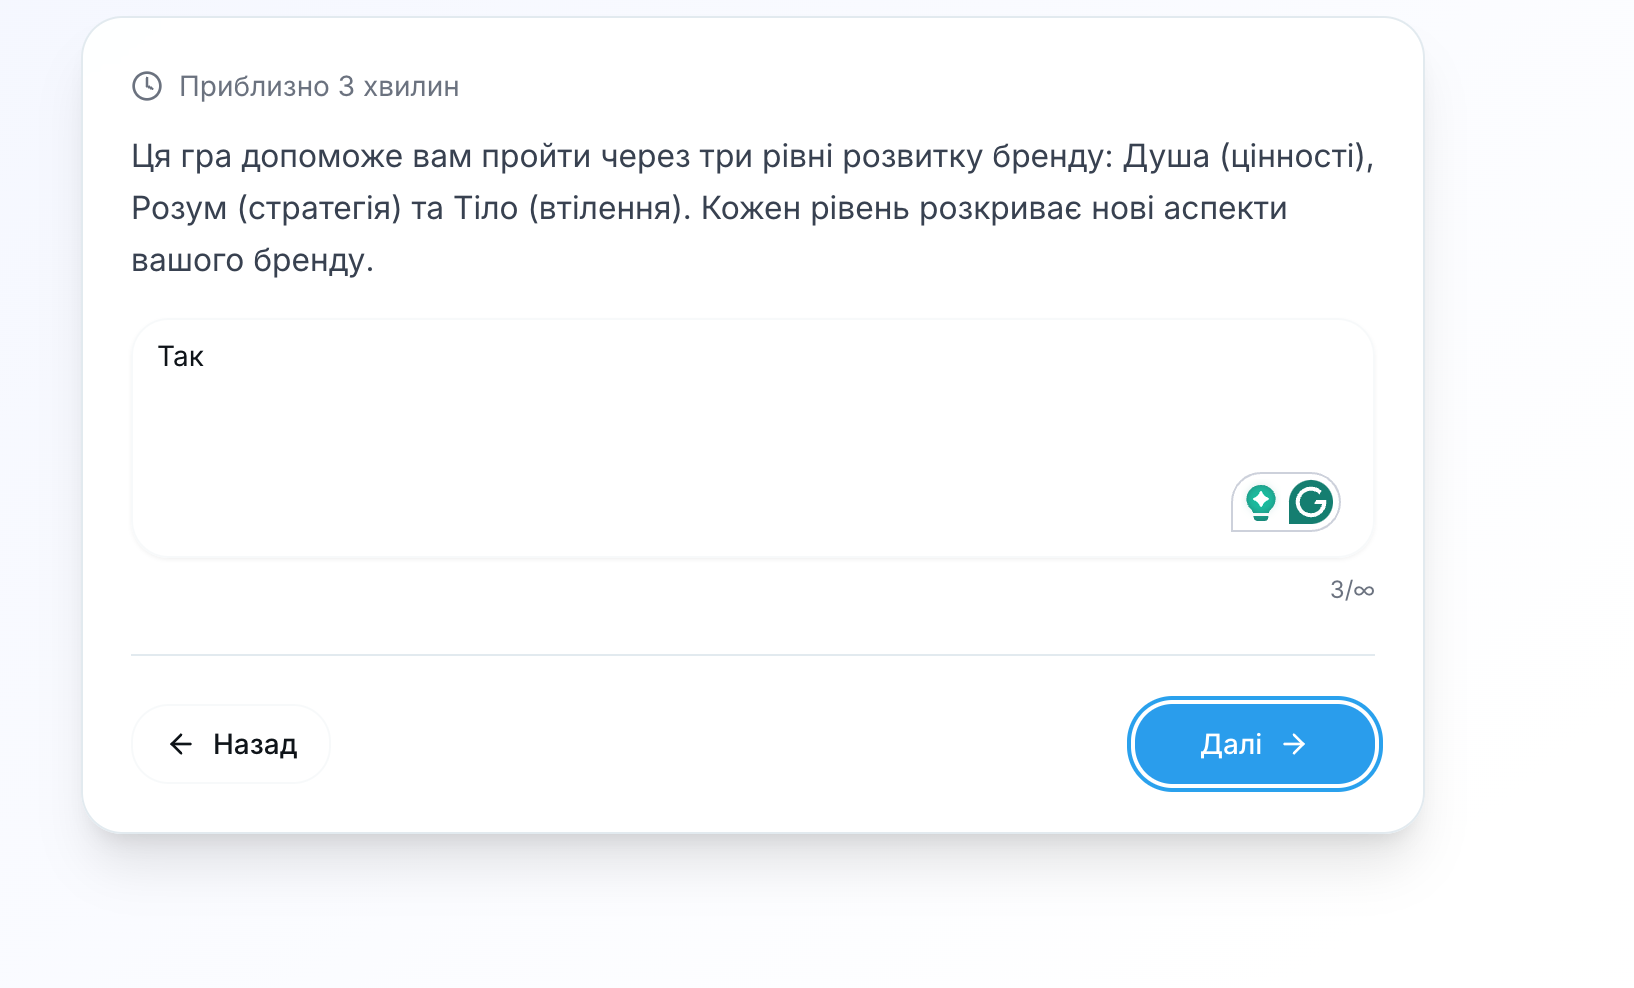 Приблизно 3 хвилин
Ця гра допоможе вам пройти через три рівні розвитку бренду: Душа (цінності),
Розум (стратегія) та Тіло (втілення). Кожен рівень розкриває нові аспекти
вашого бренду.
Так
3/∞
Назад
Далі